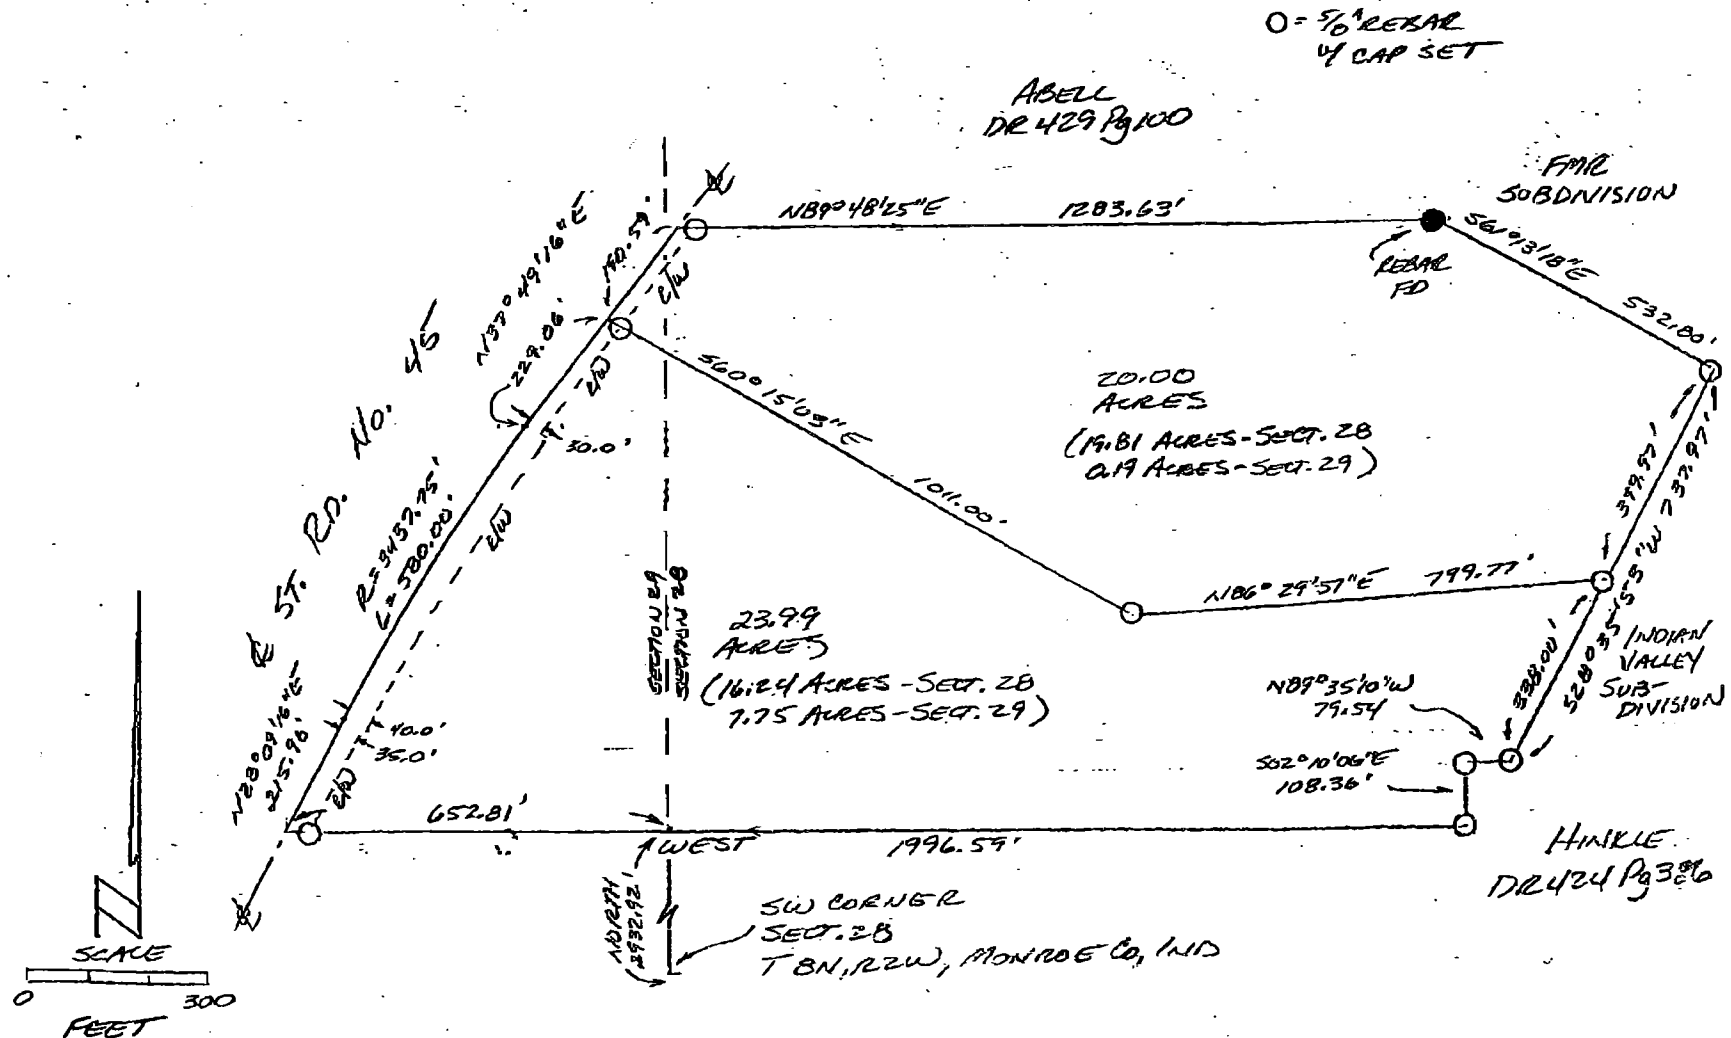 O = 5/8" REBAR
W/ CAP SET
ABELL
DR 429 Pg 100
FMR
SUBDIVISION
N89°48'25"E 1283.63'
S61°13'18"E
532.80'
REBAR
FD
N37°49'16"E
190.59'
229.06'
E/W
E/W
30.0'
℄ ST. RD. No. 45
R=3437.75'
L=580.00'
E/W
S60°15'03"E
1011.00'
20.00
ACRES
(19.81 ACRES-SECT. 28
0.19 ACRES-SECT. 29)
399.97'
S28°35'55"W 737.97'
N86°29'57"E 799.77'
SECTION 29
SECTION 28
23.99
ACRES
(16.24 ACRES-SECT. 28
7.75 ACRES-SECT. 29)
338.00'
INDIAN
VALLEY
SUB-
DIVISION
N89°35'10"W
79.54
S02°10'06"E
108.36'
N28°09'16"E
215.96'
40.0'
35.0'
E/W
652.81'
WEST 1996.59'
HINKLE
DR 424 Pg
NORTH
2932.92'
SW CORNER
SECT. 28
T 8N, R2W, MONROE CO, IND
SCALE
0 300
FEET